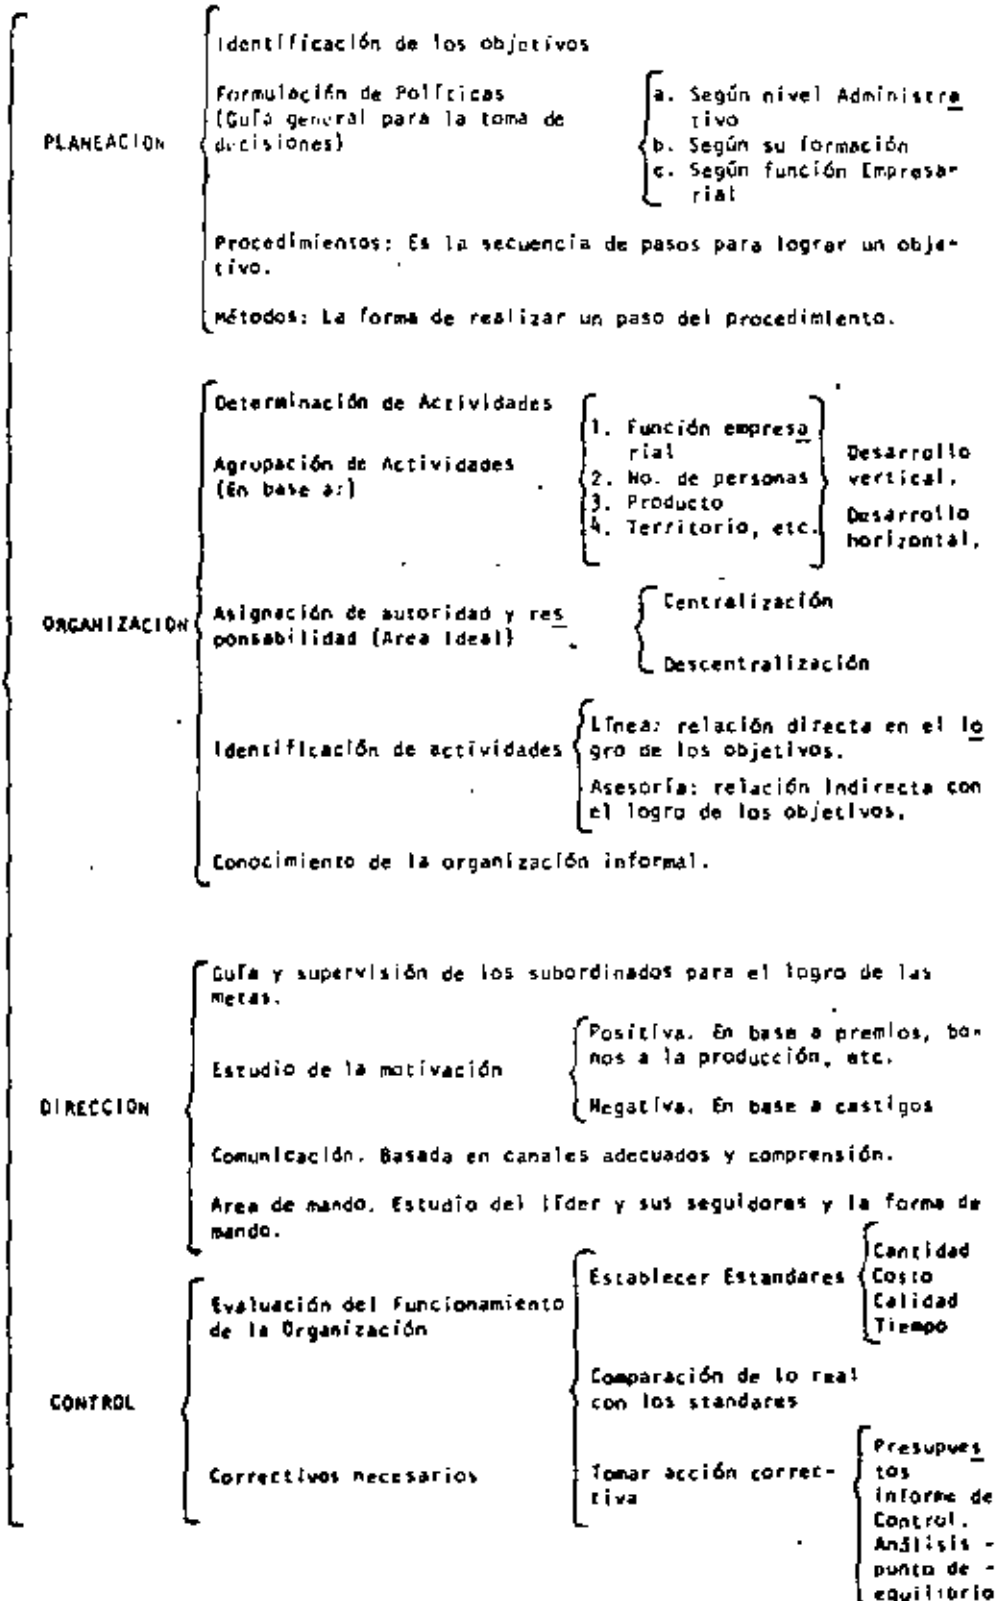 Identificación de los objetivos
Formulación de Políticas
(Guía general para la toma de
decisiones)
a. Según nivel Administra
tivo
b. Según su formación
c. Según función Empresa-
rial
PLANEACION
Procedimientos: Es la secuencia de pasos para lograr un obje-
tivo.
Métodos: La forma de realizar un paso del procedimiento.
Determinación de Actividades
Agrupación de Actividades
(En base a:)
1. Función empresa
rial
2. No. de personas
3. Producto
4. Territorio, etc.
Desarrollo
vertical.
Desarrollo
horizontal.
ORGANIZACION
Asignación de autoridad y res
ponsabilidad (Area Ideal)
Centralización
Descentralización
Identificación de actividades
Línea: relación directa en el lo
gro de los objetivos.
Asesoría: relación Indirecta con
el logro de los objetivos.
Conocimiento de la organización informal.
Guía y supervisión de los subordinados para el logro de las
metas.
Estudio de la motivación
Positiva. En base a premios, bo-
nos a la producción, etc.
Negativa. En base a castigos
DIRECCION
Comunicación. Basada en canales adecuados y comprensión.
Area de mando. Estudio del líder y sus seguidores y la forma de
mando.
Evaluación del Funcionamiento
de la Organización
Establecer Estandares
Cantidad
Costo
Calidad
Tiempo
Comparación de lo real
con los standares
CONTROL
Correctivos necesarios
Tomar acción correc-
tiva
Presupues
tos
informe de
Control.
Análisis -
punto de -
equilibrio